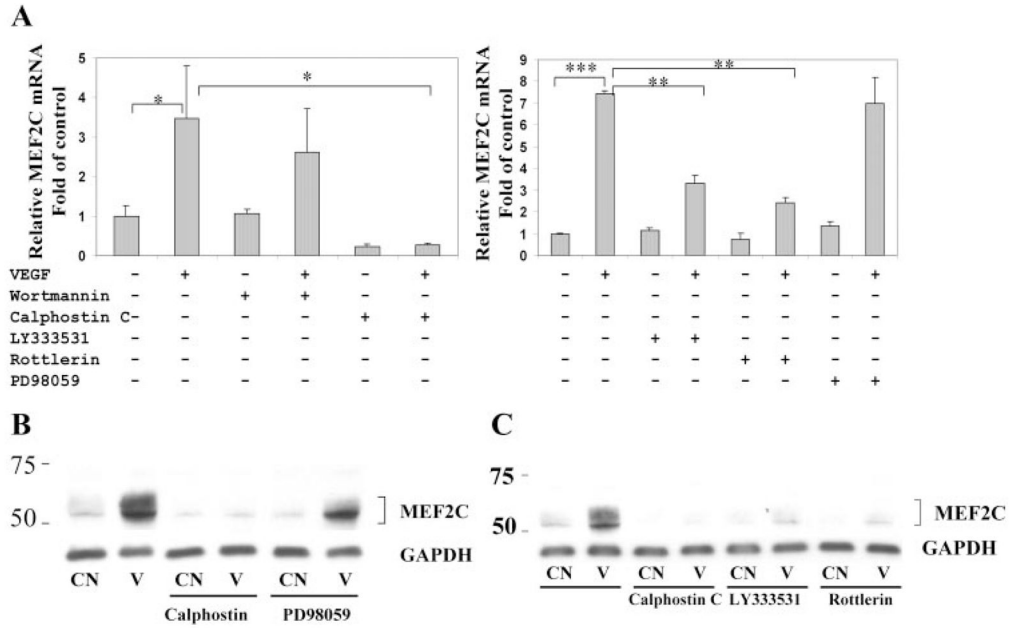 A
Relative MEF2C mRNA
Fold of control
5
4
3
2
1
0
*
*
Relative MEF2C mRNA
Fold of control
9
8
7
6
5
4
3
2
1
0
***
**
**
VEGF - + - + - + - + - + - + - +
Wortmannin - - + + - - - - - - - - - -
Calphostin C- - - - + + - - - - - - - -
LY333531 - - - - - - - - + + - - - -
Rottlerin - - - - - - - - - - + + - -
PD98059 - - - - - - - - - - - - + +
B
75
50
MEF2C
GAPDH
CN V CN V CN V
Calphostin PD98059
C
75
50
MEF2C
GAPDH
CN V CN V CN V CN V
Calphostin C LY333531 Rottlerin